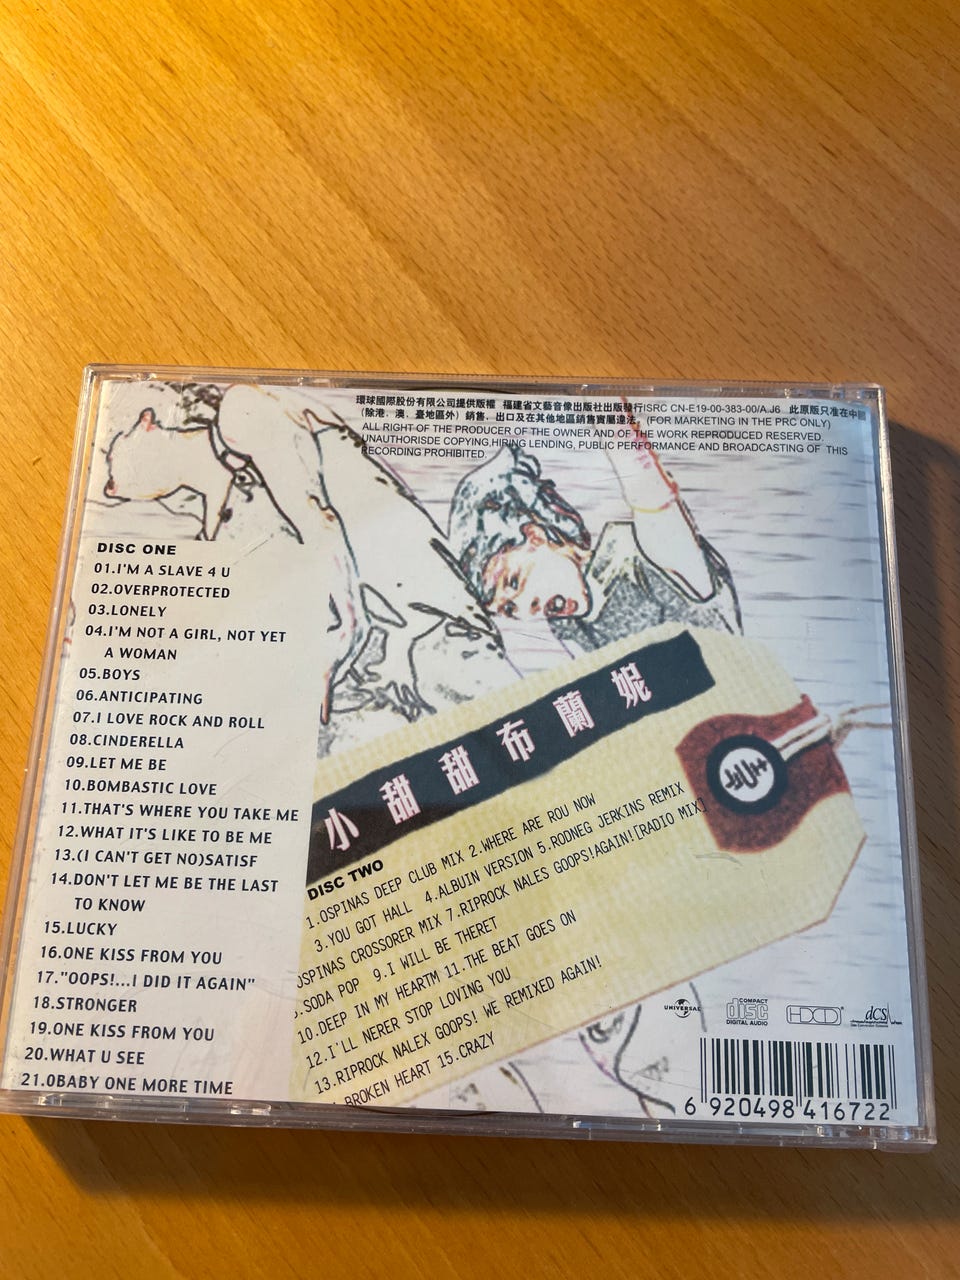 環球國際股份有限公司提供版權 福建省文藝音像出版社出版發行ISRC CN-E19-00-383-00/A.J6 此原版只准在中國
(除港．澳．臺地區外) 銷售．出口及在其他地區銷售實屬違法．(FOR MARKETING IN THE PRC ONLY)
ALL RIGHT OF THE PRODUCER OF THE OWNER AND OF THE WORK REPRODUCED RESERVED.
UNAUTHORISDE COPYING,HIRING LENDING, PUBLIC PERFORMANCE AND BROADCASTING OF THIS
RECORDING PROHIBITED.
DISC ONE
01.I'M A SLAVE 4 U
02.OVERPROTECTED
03.LONELY
04.I'M NOT A GIRL, NOT YET
A WOMAN
05.BOYS
06.ANTICIPATING
07.I LOVE ROCK AND ROLL
08.CINDERELLA
09.LET ME BE
10.BOMBASTIC LOVE
11.THAT'S WHERE YOU TAKE ME
12.WHAT IT'S LIKE TO BE ME
13.(I CAN'T GET NO)SATISF
14.DON'T LET ME BE THE LAST
TO KNOW
15.LUCKY
16.ONE KISS FROM YOU
17."OOPS!...I DID IT AGAIN"
18.STRONGER
19.ONE KISS FROM YOU
20.WHAT U SEE
21.0BABY ONE MORE TIME
小甜甜布蘭妮
DISC TWO
1.OSPINAS DEEP CLUB MIX 2.WHERE ARE ROU NOW
3.YOU GOT HALL 4.ALBUIN VERSION 5.RODNEG JERKINS REMIX
OSPINAS CROSSORER MIX 7.RIPROCK NALES GOOPS!AGAIN![RADIO MIX]
.SODA POP 9.I WILL BE THERET
10.DEEP IN MY HEARTM 11.THE BEAT GOES ON
12.I'LL NERER STOP LOVING YOU
13.RIPROCK NALEX GOOPS! WE REMIXED AGAIN!
BROKEN HEART 15.CRAZY
UNIVERSAL
COMPACT
disc
DIGITAL AUDIO
HXD
dCS
6 920498 416722